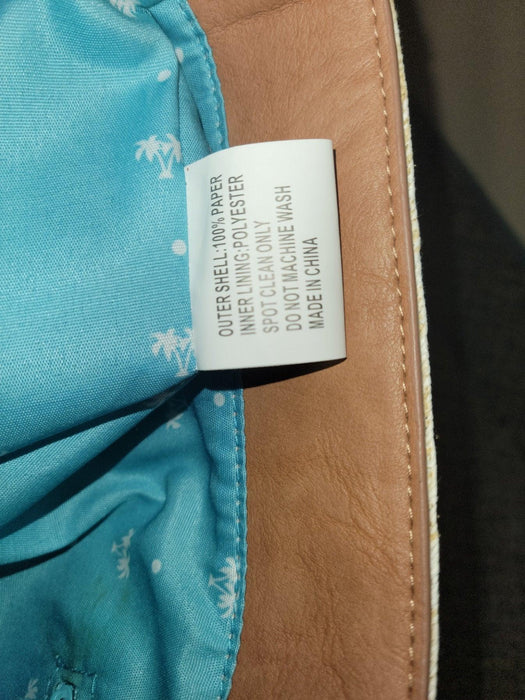 OUTER SHELL:100% PAPER
INNER LINING:POLYESTER
SPOT CLEAN ONLY
DO NOT MACHINE WASH
MADE IN CHINA